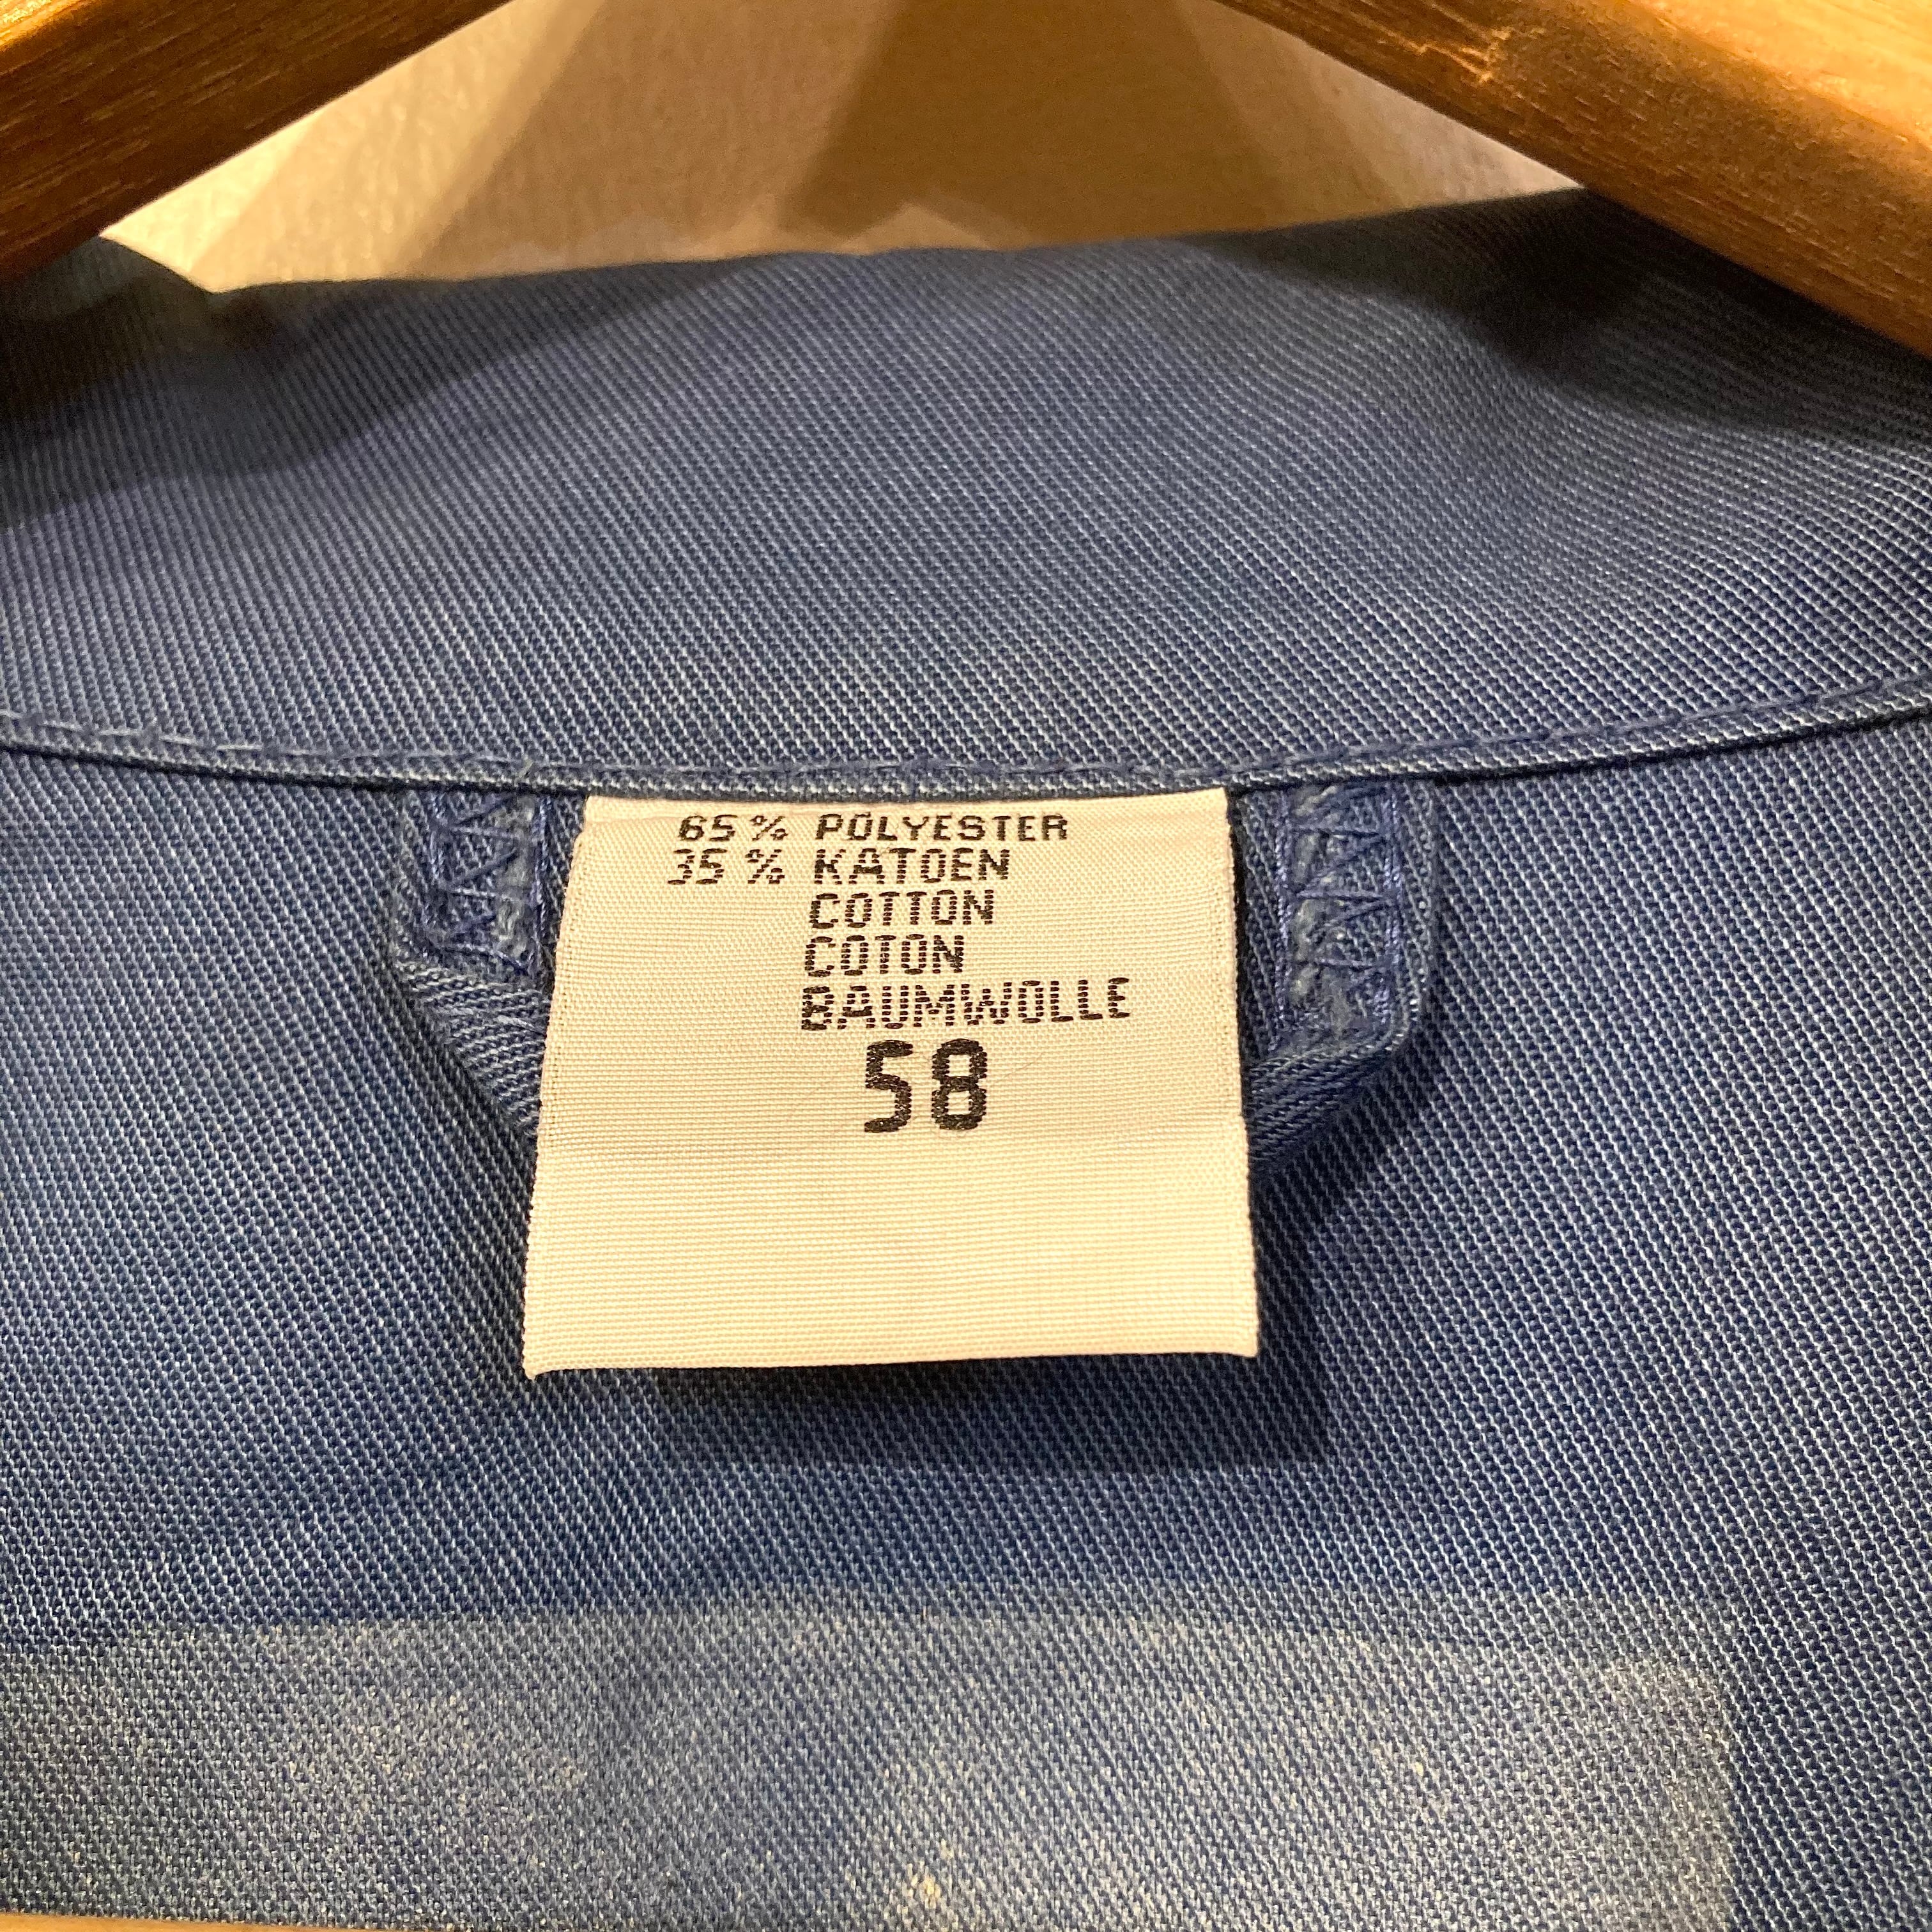 65% POLYESTER
35% KATOEN
COTTON
COTON
BAUMWOLLE
58